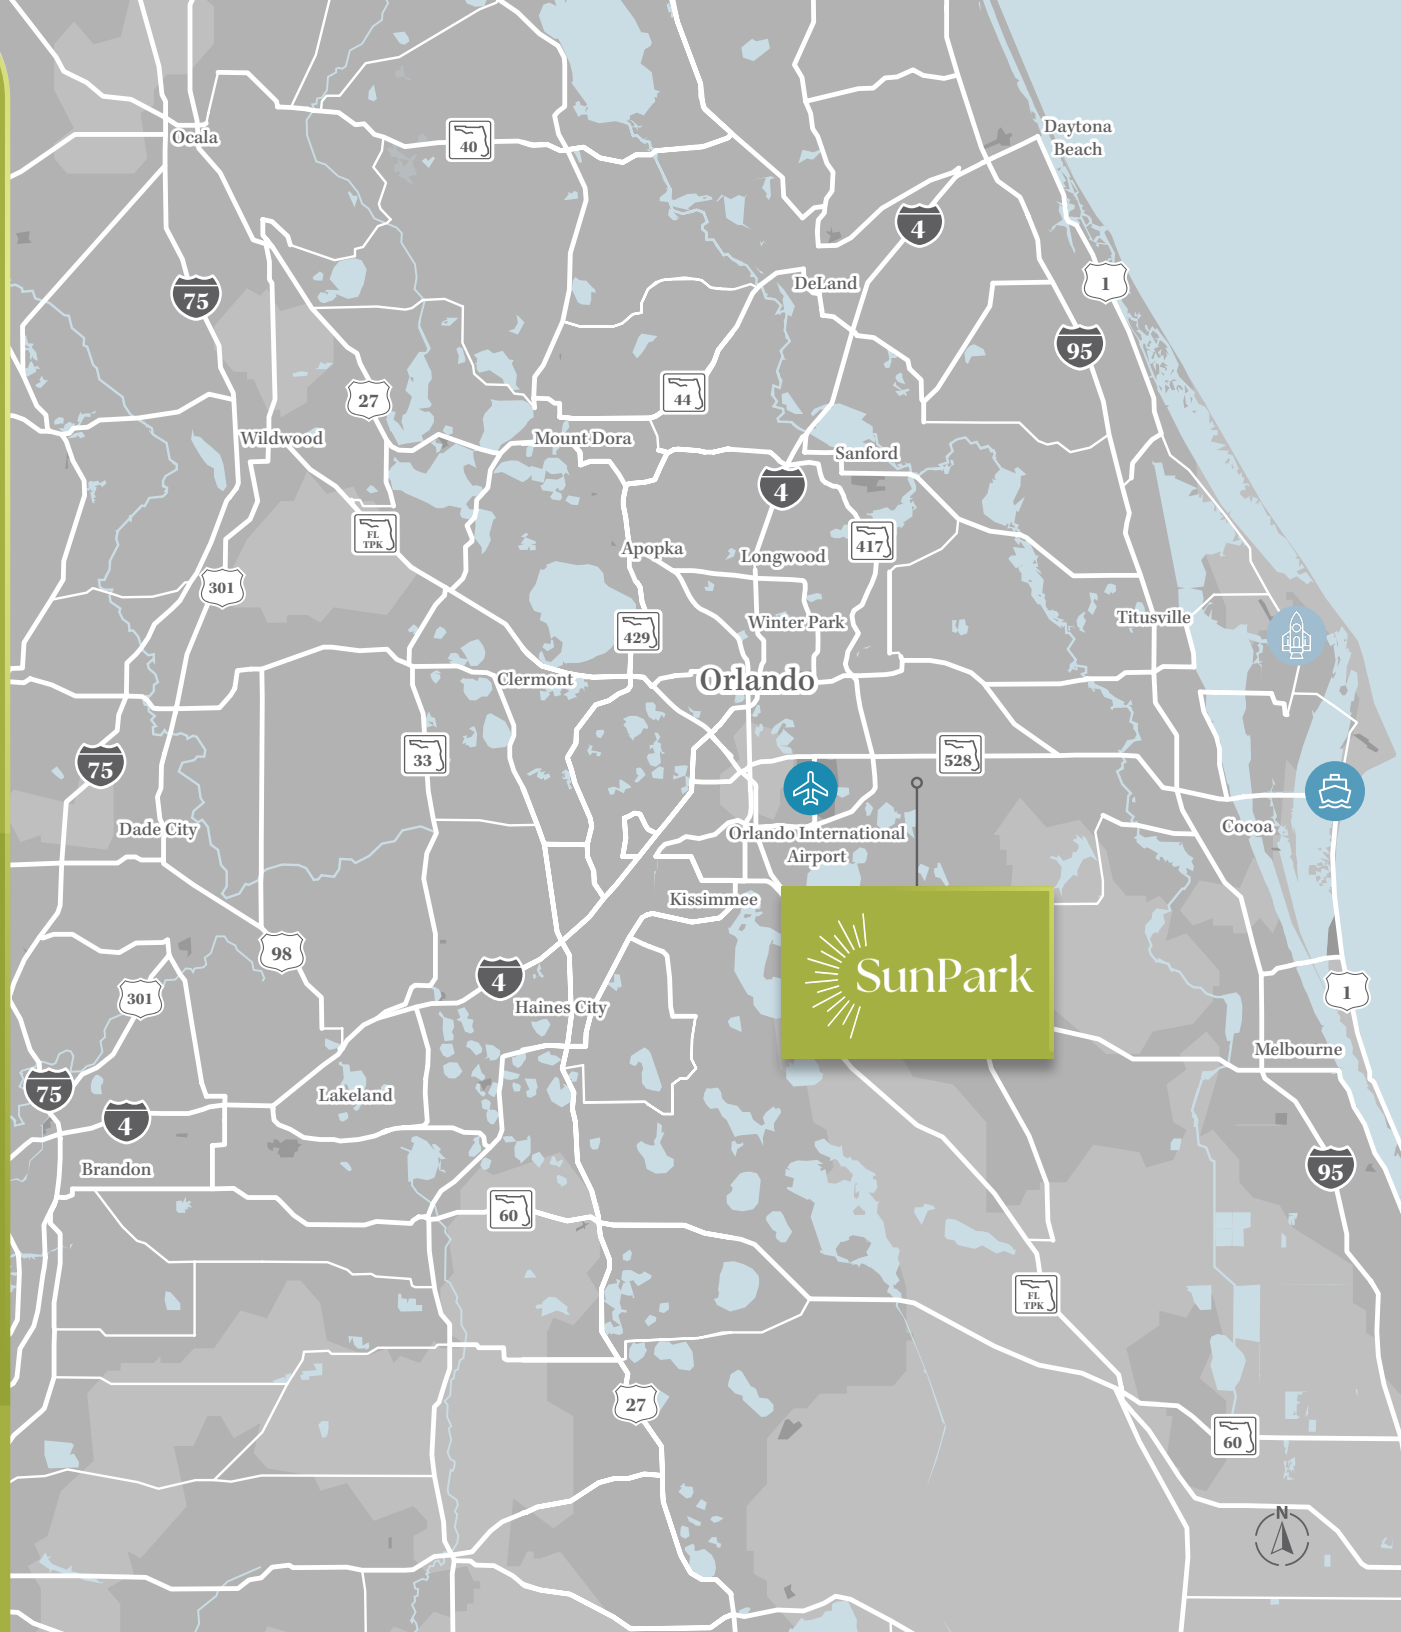 Daytona
Beach
Ocala
40
4
DeLand
1
75
95
27
44
Wildwood
Mount Dora
Sanford
4
FL
TPK
417
Apopka
Longwood
301
Titusville
429
Winter Park
Clermont
Orlando
33
528
75
Dade City
Cocoa
Orlando International
Airport
Kissimmee
98
SunPark
4
301
1
Haines City
Melbourne
75
Lakeland
4
Brandon
95
60
FL
TPK
27
60
N